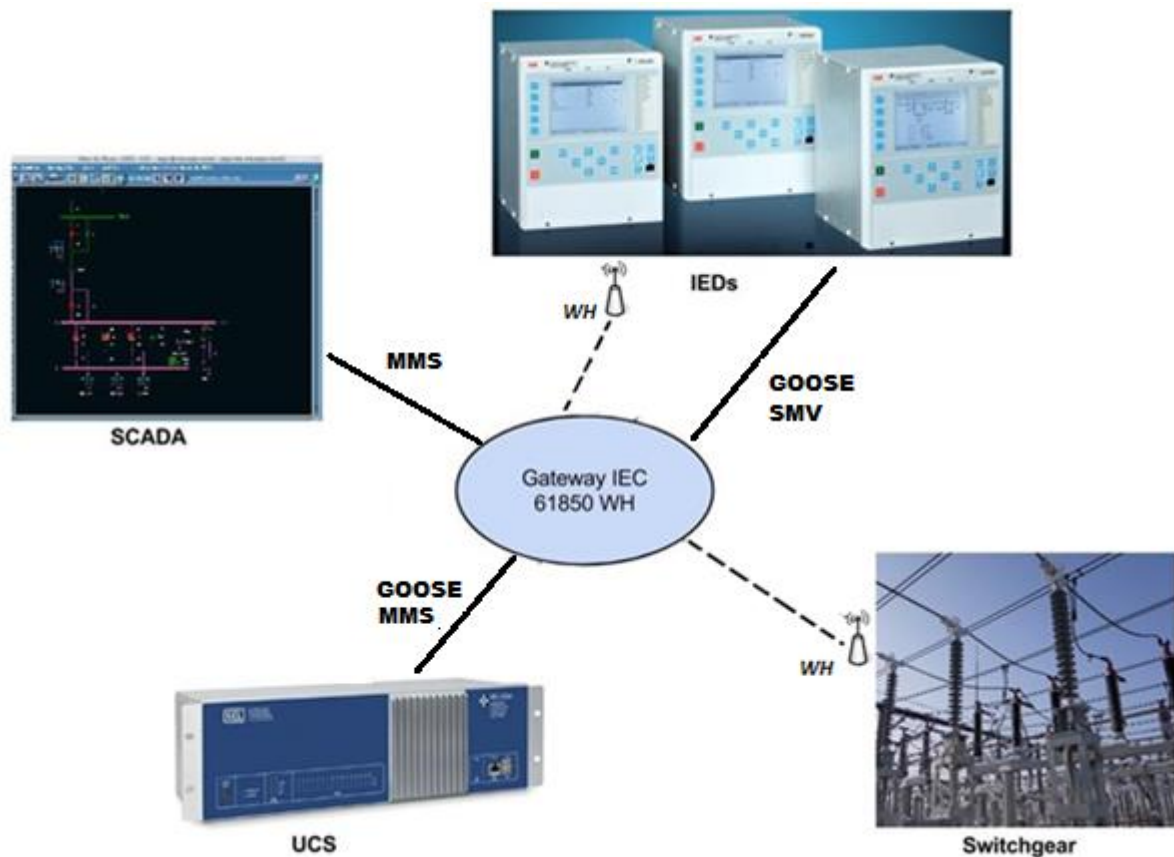 IEDs
WH
MMS
GOOSE
SMV
SCADA
Gateway IEC
61850 WH
GOOSE
MMS
WH
UCS
Switchgear